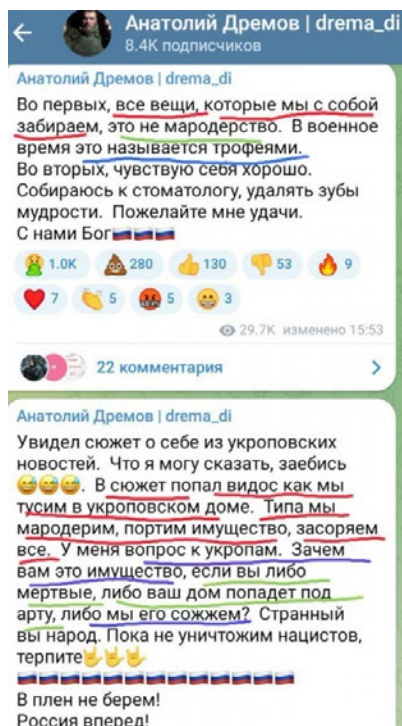 Анатолий Дремов | drema_di
8.4K подписчиков
Анатолий Дремов | drema_di
Во первых, все вещи, которые мы с собой
забираем, это не мародерство. В военное
время это называется трофеями.
Во вторых, чувствую себя хорошо.
Собираюсь к стоматологу, удалять зубы
мудрости. Пожелайте мне удачи.
С нами Бог🇷🇺🇷🇺🇷🇺
🤮 1.0K 💩 280 👍 130 👎 53 🔥 9
❤️ 7 👏 5 🤬 5 😁 3
29.7K изменено 15:53
22 комментария
Анатолий Дремов | drema_di
Увидел сюжет о себе из укроповских
новостей. Что я могу сказать, заебись
😅😅😅. В сюжет попал видос как мы
тусим в укроповском доме. Типа мы
мародерим, портим имущество, засоряем
все. У меня вопрос к укропам. Зачем
вам это имущество, если вы либо
мертвые, либо ваш дом попадет под
арту, либо мы его сожжем? Странный
вы народ. Пока не уничтожим нацистов,
терпите🤟🤟🤟
🇷🇺🇷🇺🇷🇺🇷🇺🇷🇺🇷🇺🇷🇺🇷🇺🇷🇺🇷🇺🇷🇺🇷🇺
В плен не берем!
Россия вперед!